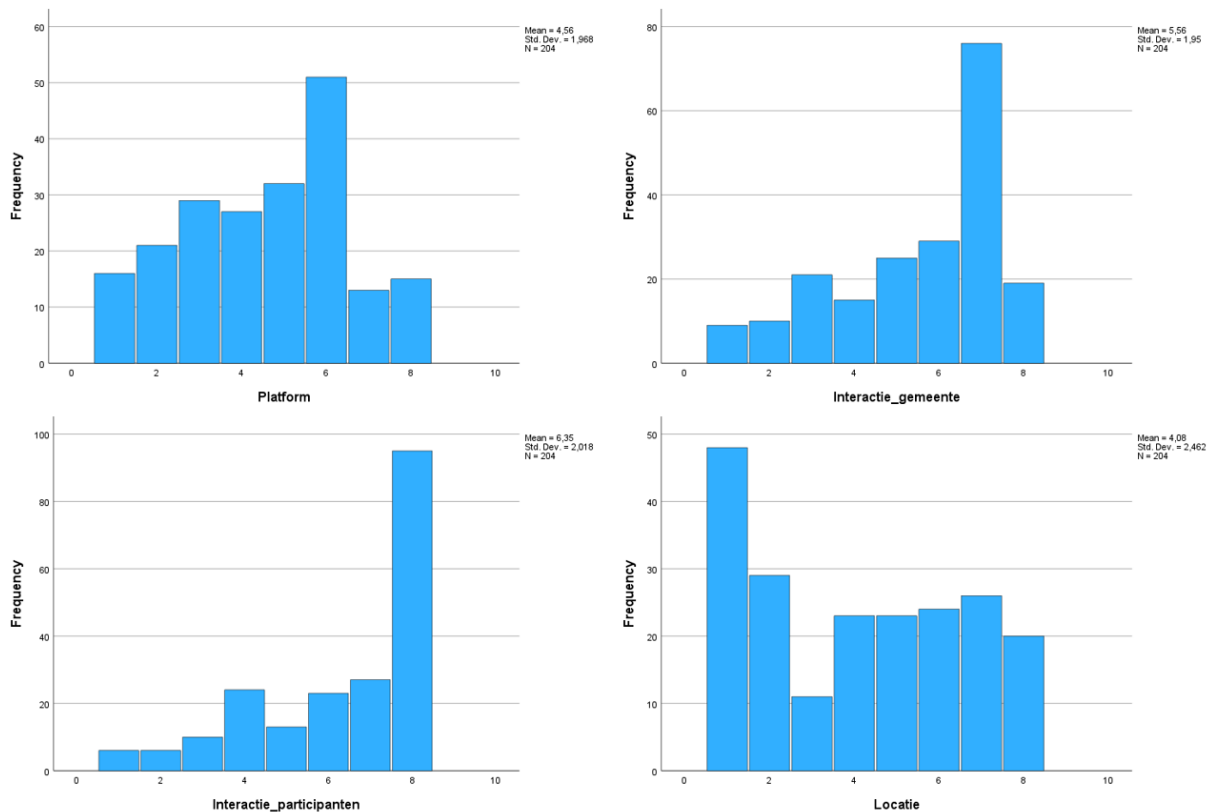 60
50
40
30
20
10
0
Frequency
0 2 4 6 8 10
Platform
Mean = 4,56
Std. Dev. = 1,968
N = 204
80
60
40
20
0
Frequency
0 2 4 6 8 10
Interactie_gemeente
Mean = 5,56
Std. Dev. = 1,95
N = 204
100
80
60
40
20
0
Frequency
0 2 4 6 8 10
Interactie_participanten
Mean = 6,35
Std. Dev. = 2,018
N = 204
50
40
30
20
10
0
Frequency
0 2 4 6 8 10
Locatie
Mean = 4,08
Std. Dev. = 2,462
N = 204